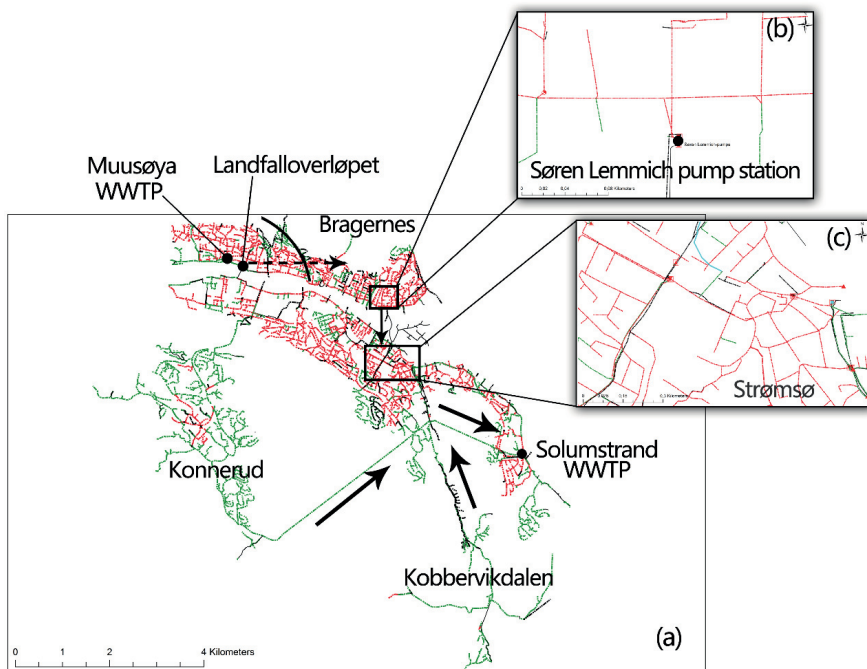 (b)
Søren Lemmich pump station
(c)
Strømsø
Muusøya
WWTP
Landfalloverløpet
Bragernes
Konnerud
Solumstrand
WWTP
Kobbervikdalen
(a)
0 1 2 4 Kilometers